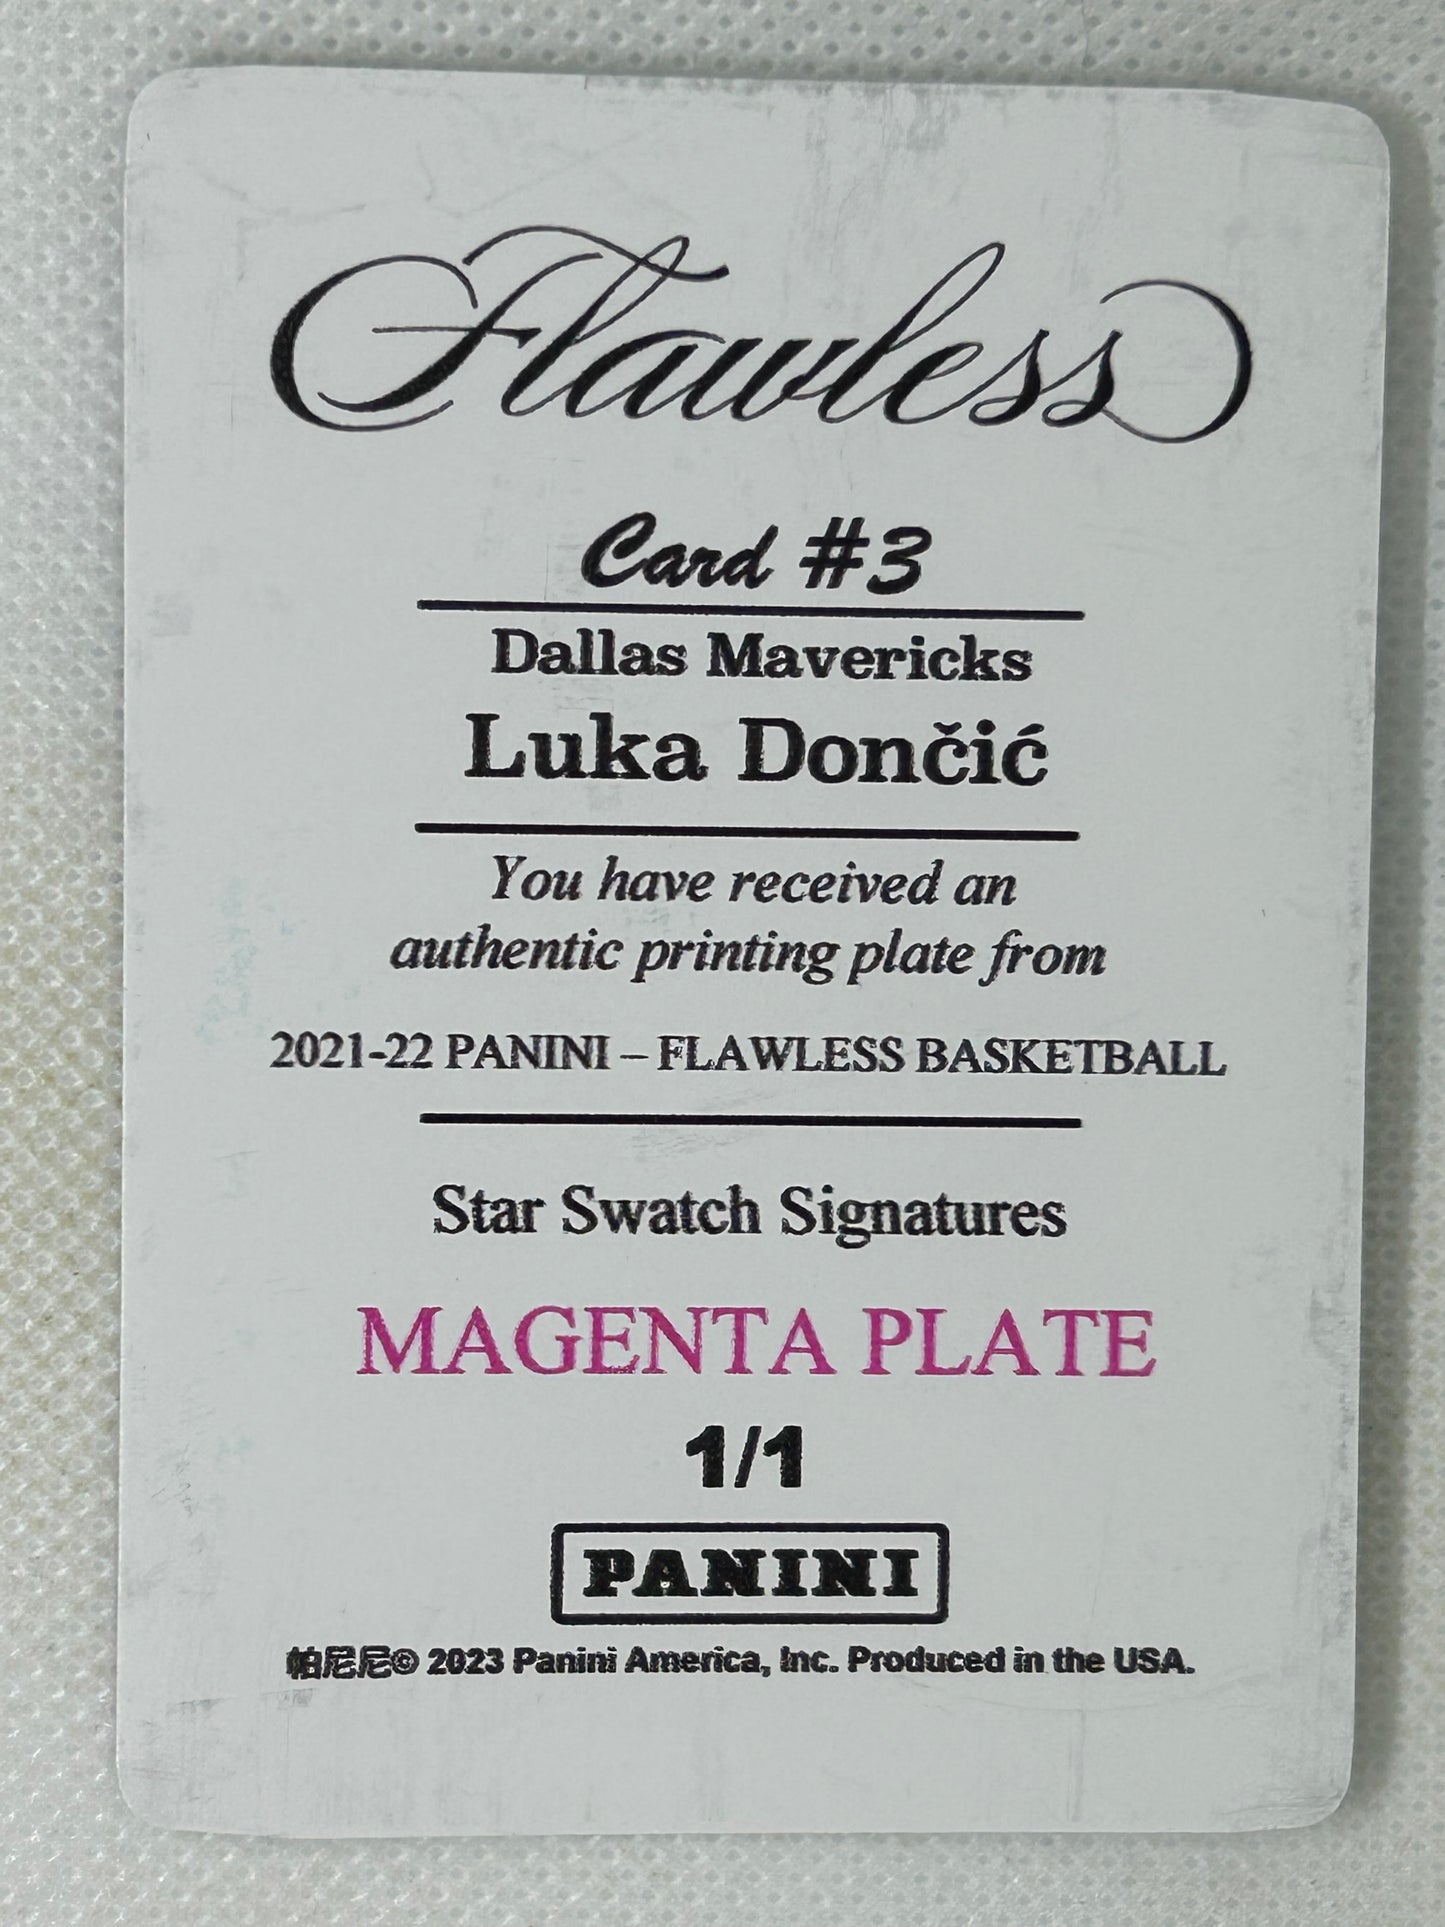 Flawless
Card #3
Dallas Mavericks
Luka Dončić
You have received an
authentic printing plate from
2021-22 PANINI – FLAWLESS BASKETBALL
Star Swatch Signatures
MAGENTA PLATE
1/1
PANINI
帕尼尼© 2023 Panini America, Inc. Produced in the USA.